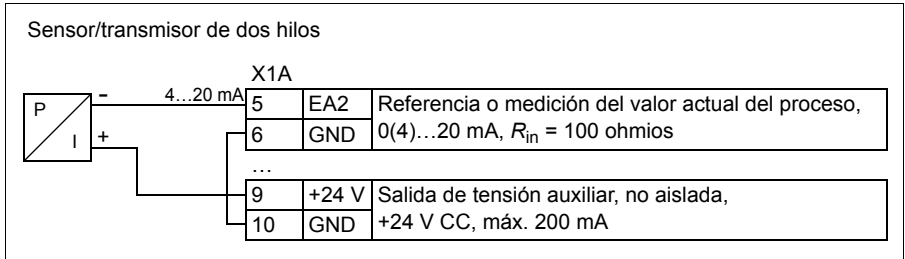 Sensor/transmisor de dos hilos
X1A
P
I
-
+
4…20 mA
5 EA2 Referencia o medición del valor actual del proceso,
6 GND 0(4)…20 mA, Rin = 100 ohmios
…
9 +24 V Salida de tensión auxiliar, no aislada,
10 GND +24 V CC, máx. 200 mA